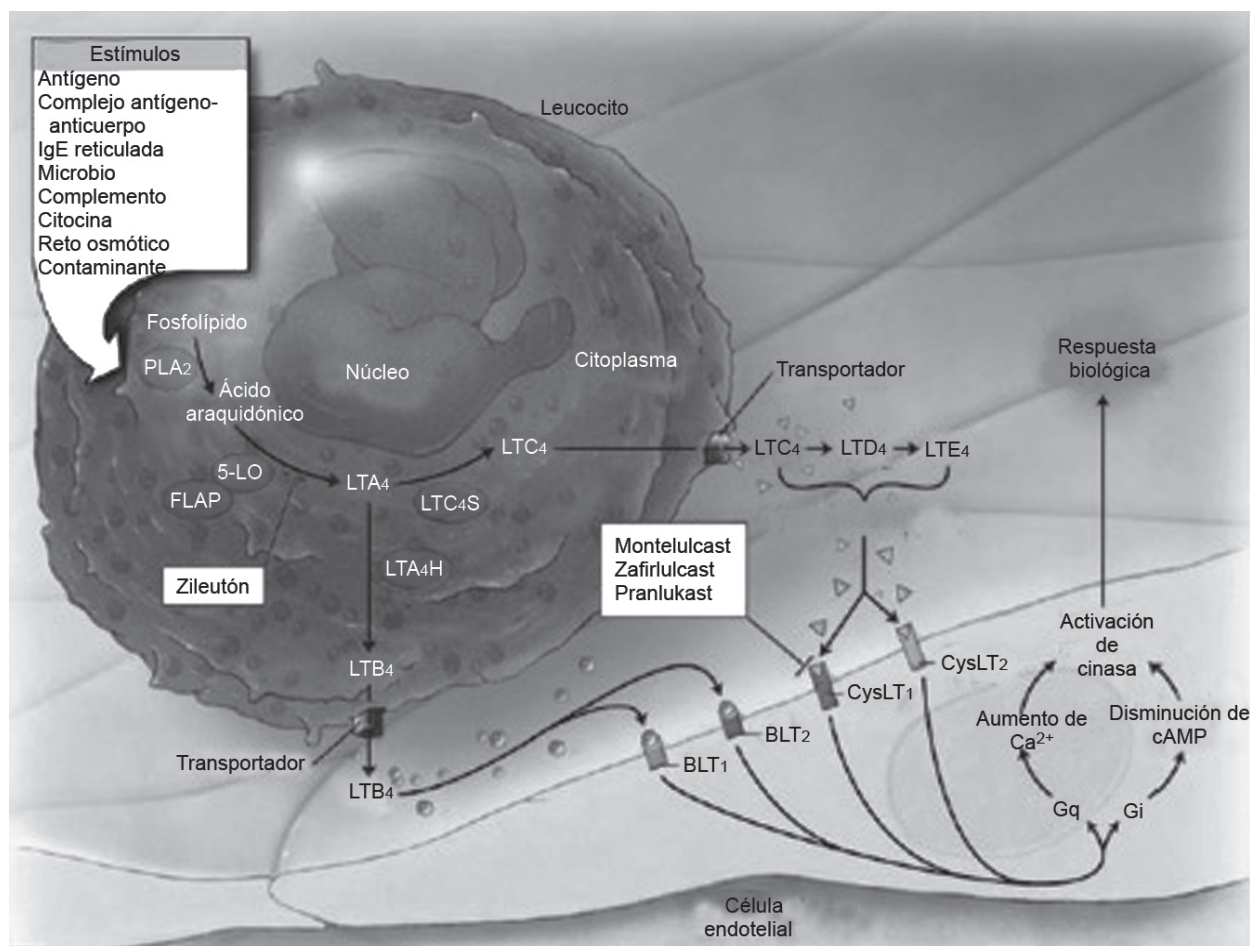 Estímulos
Antígeno
Complejo antígeno-
anticuerpo
IgE reticulada
Microbio
Complemento
Citocina
Reto osmótico
Contaminante
Leucocito
Fosfolípido
PLA2
Ácido
araquidónico
Núcleo
Citoplasma
Transportador
Respuesta
biológica
5-LO
FLAP
LTA4
LTC4
LTC4S
LTC4
LTD4
LTE4
LTA4H
Zileutón
Montelulcast
Zafirlulcast
Pranlukast
LTB4
Transportador
LTB4
BLT1
BLT2
CysLT1
CysLT2
Activación
de
cinasa
Aumento de
Ca2+
Disminución de
cAMP
Gq
Gi
Célula
endotelial